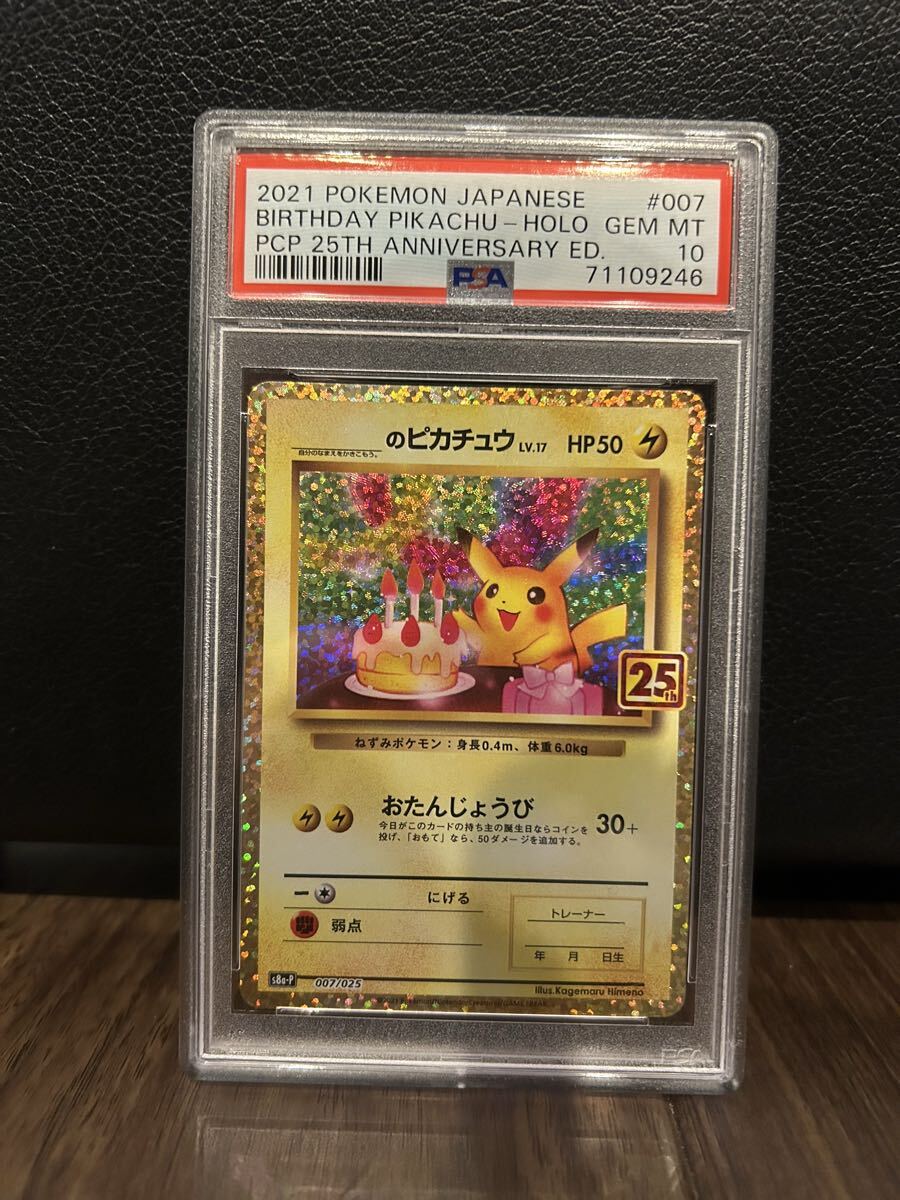 2021 POKEMON JAPANESE #007
BIRTHDAY PIKACHU-HOLO GEM MT
PCP 25TH ANNIVERSARY ED. 10
PSA 71109246
のピカチュウ LV.17 HP50
自分のなまえをかきこもう。
25th
ねずみポケモン：身長0.4m、体重6.0kg
おたんじょうび 30+
今日がこのカードの持ち主の誕生日ならコインを
投げ、「おもて」なら、50ダメージを追加する。
にげる
弱点
トレーナー
年 月 日生
s8a-P 007/025 Illus.Kagemaru Himeno
©2021 Pokémon/Nintendo/Creatures/GAME FREAK.